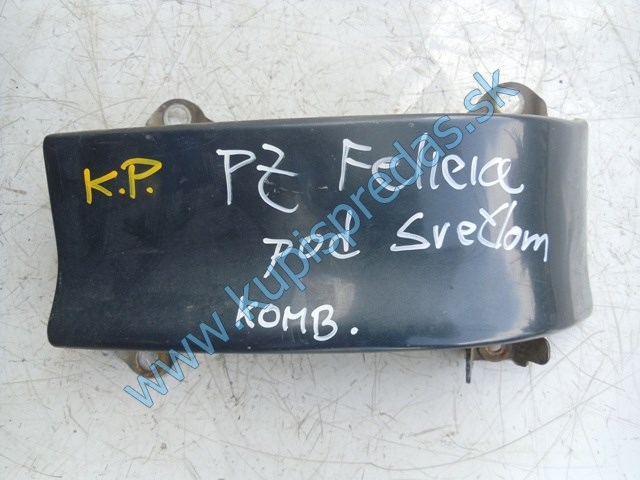 K.P. PZ Felicia
pod Svetlom
KOMB.
www.kupispredas.sk